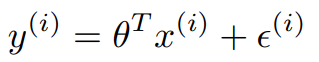 y^{(i)} = θ^T x^{(i)} + ϵ^{(i)}